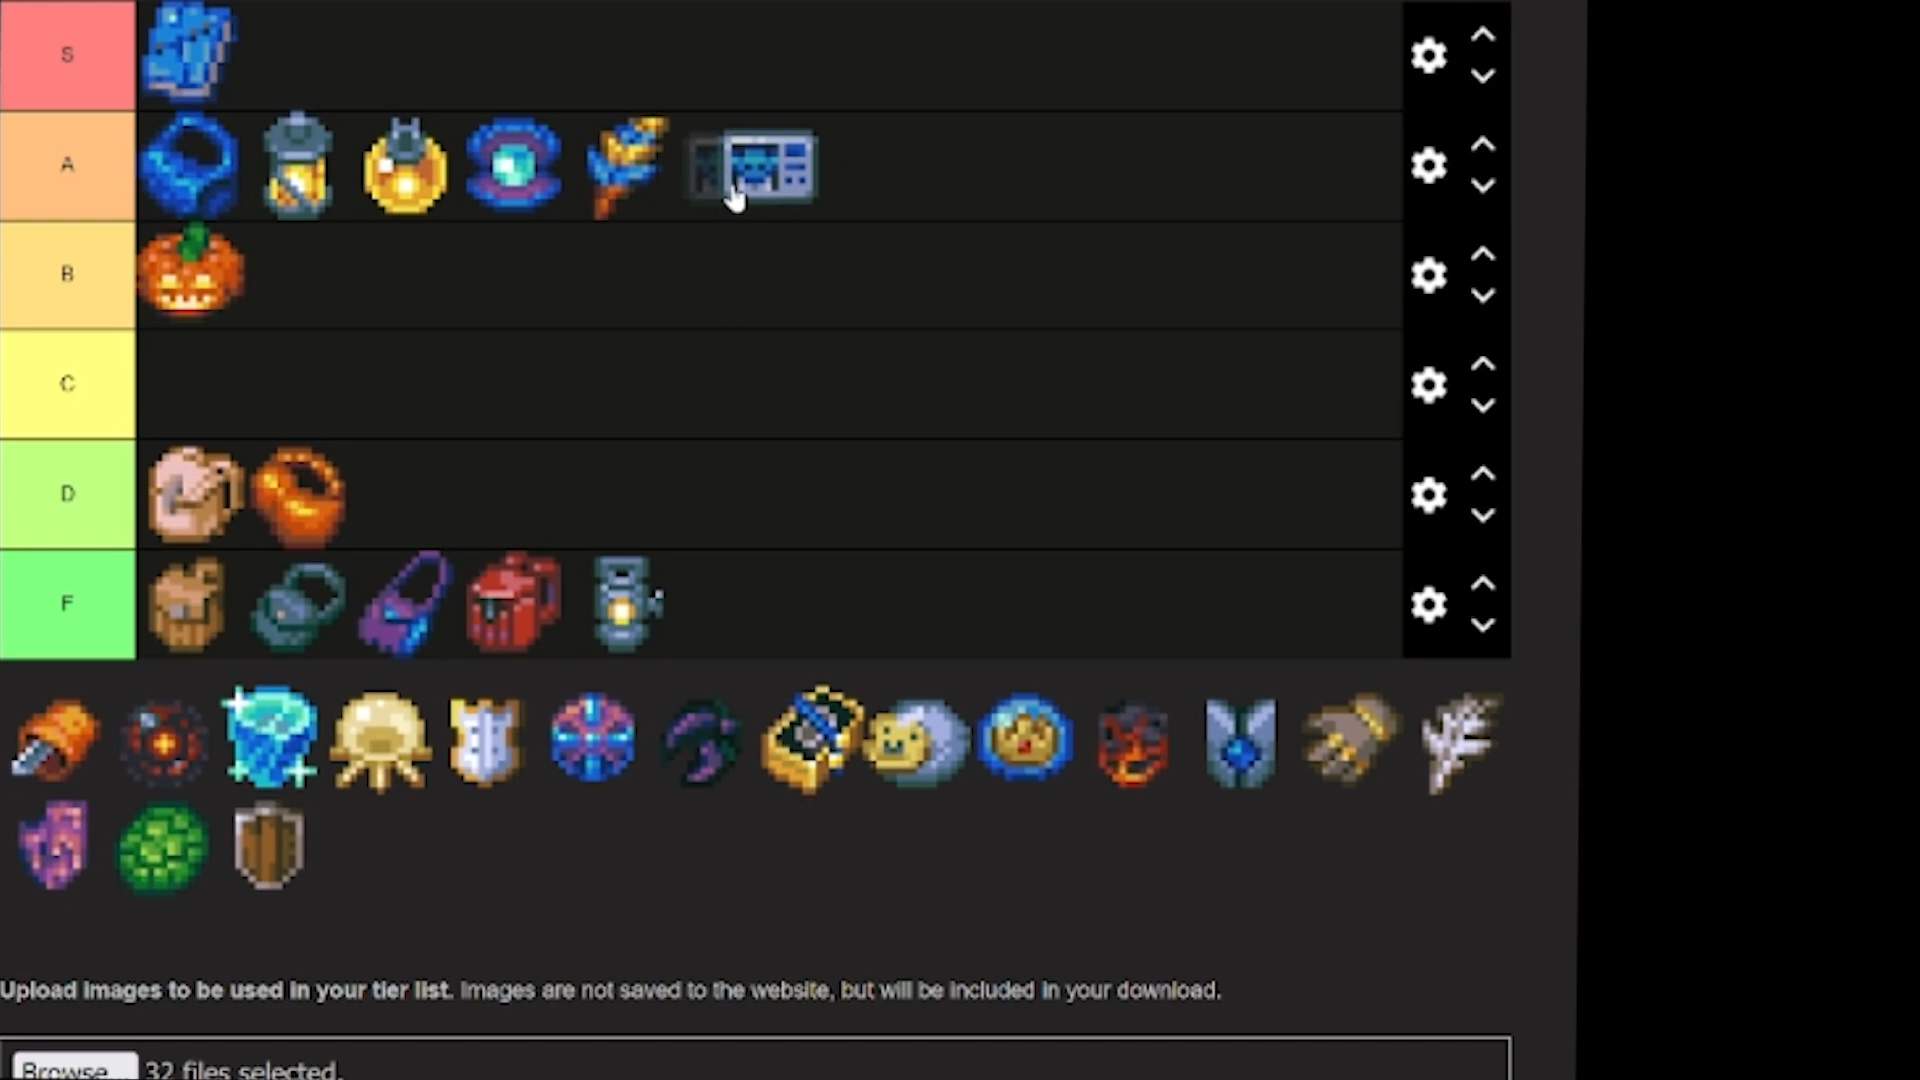 S
A
B
C
D
F
Upload images to be used in your tier list. Images are not saved to the website, but will be included in your download.
Browse... 32 files selected.